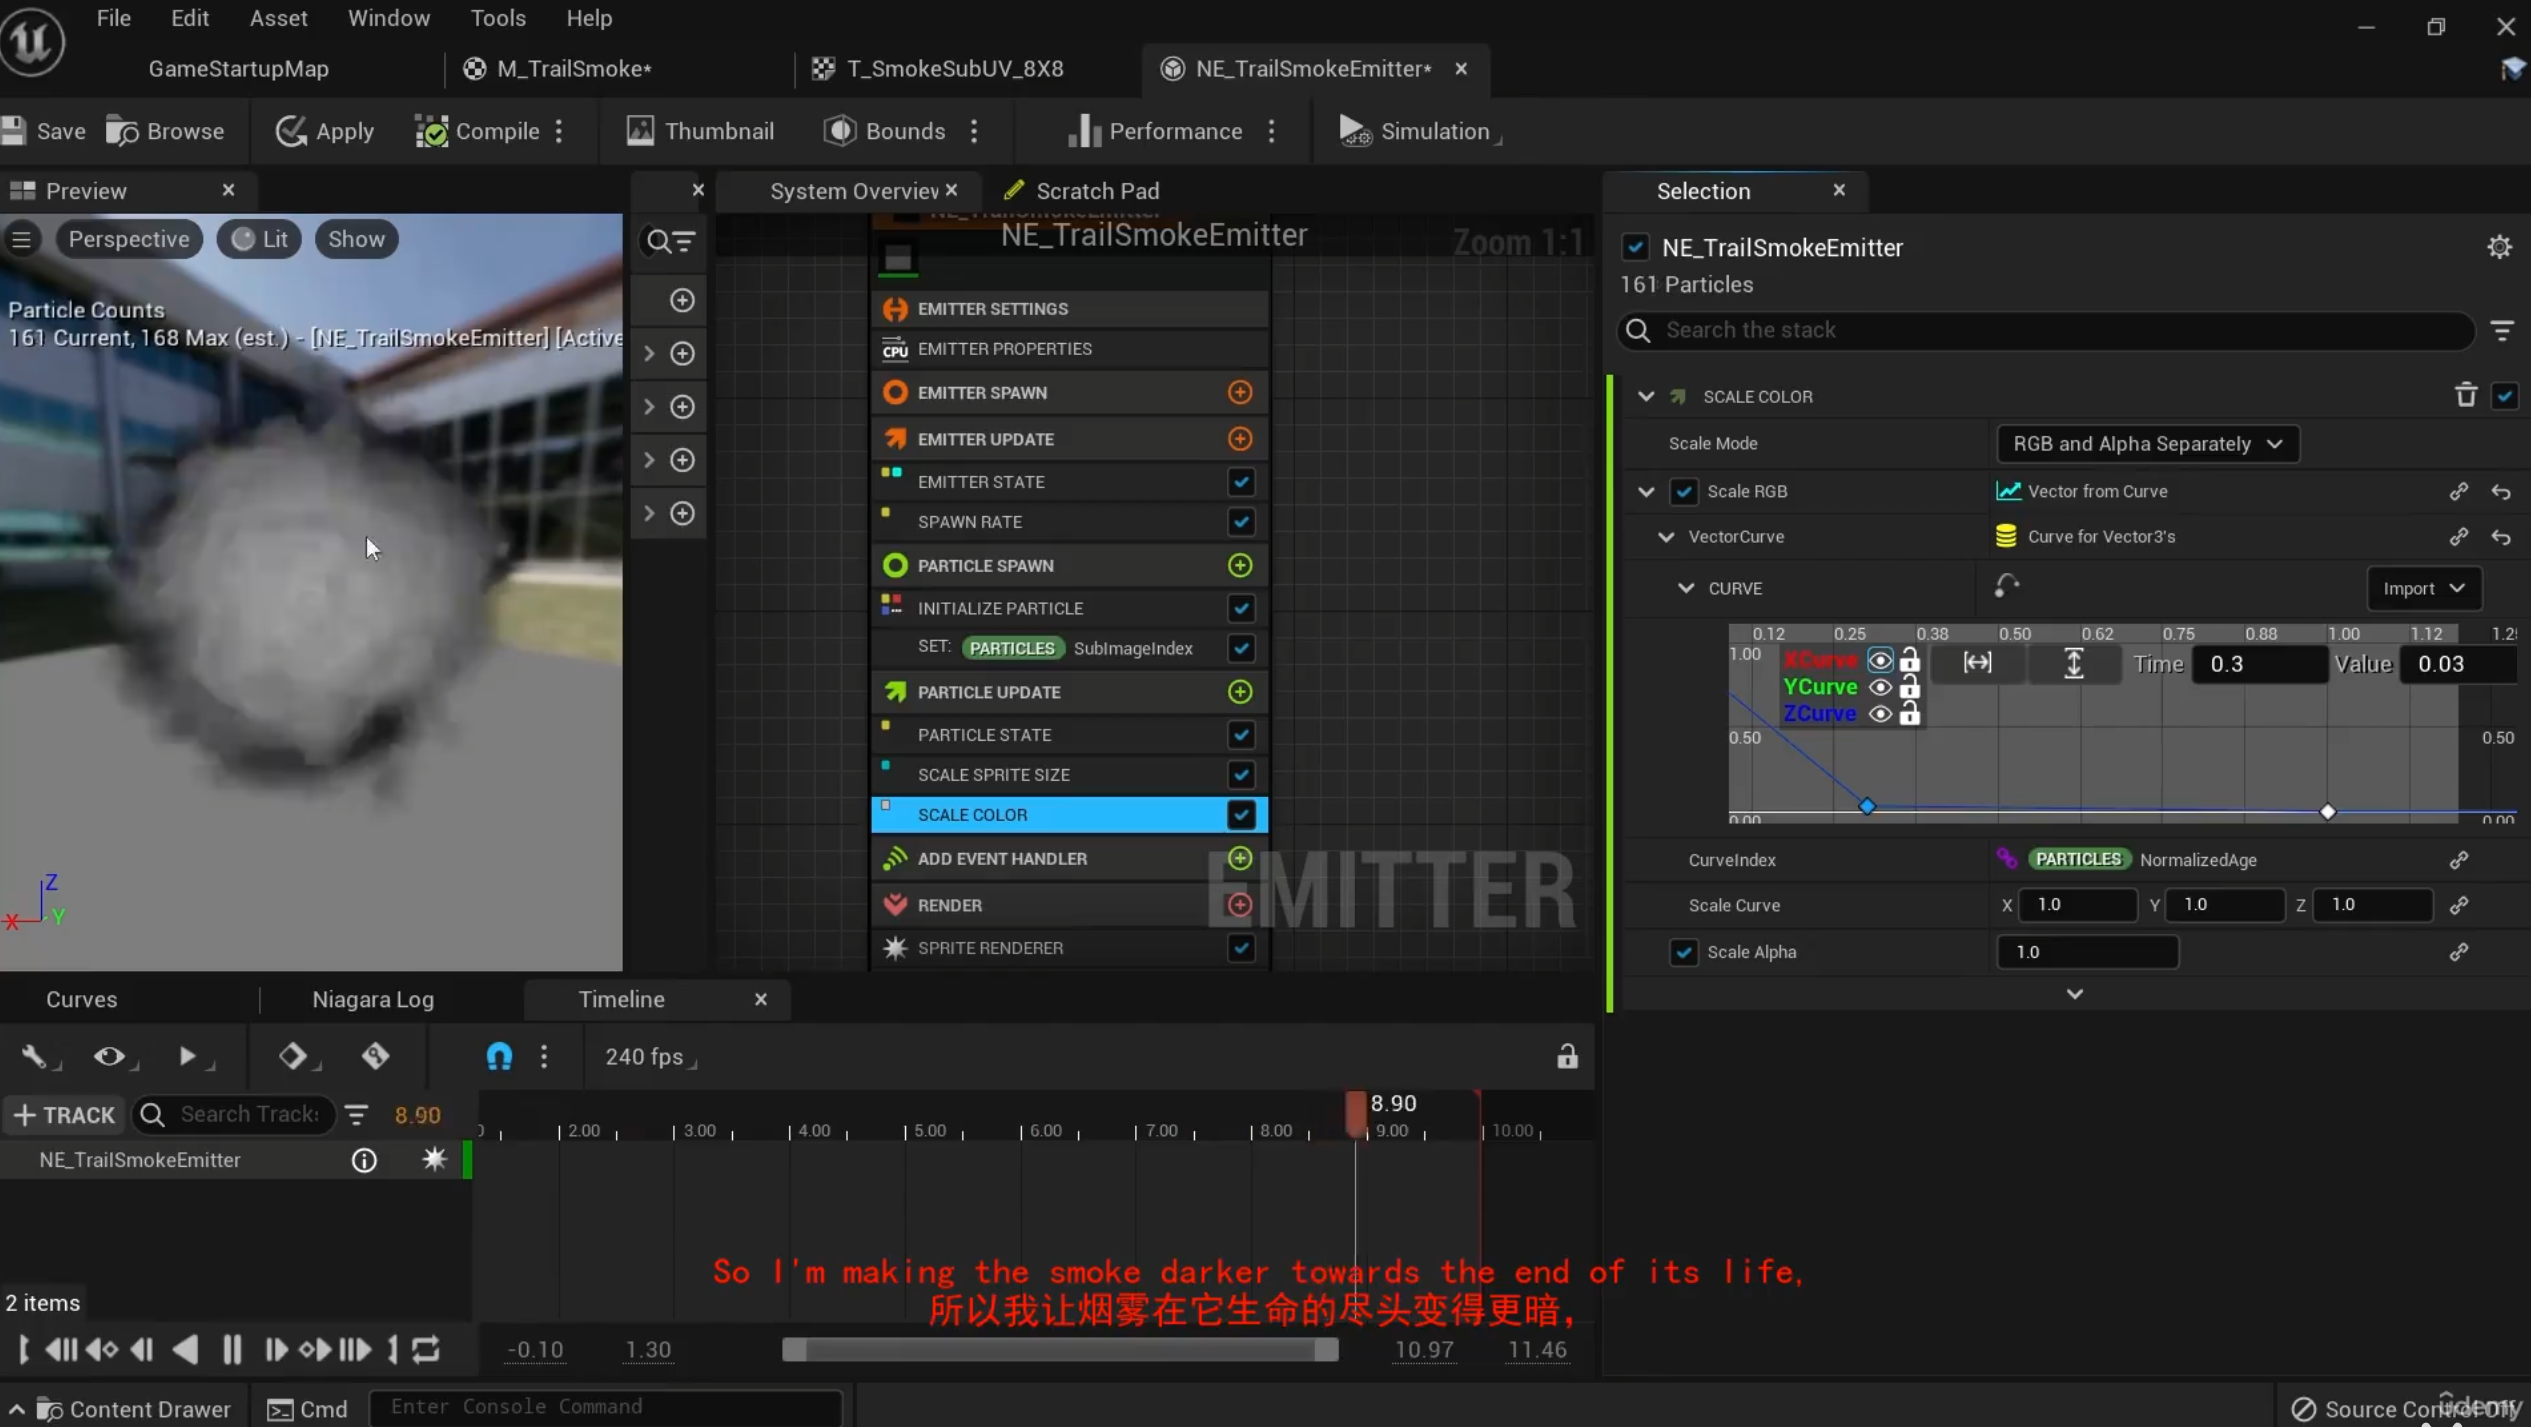 File Edit Asset Window Tools Help
GameStartupMap M_TrailSmoke* T_SmokeSubUV_8X8 NE_TrailSmokeEmitter*
Save Browse Apply Compile Thumbnail Bounds Performance Simulation
Preview System Overview Scratch Pad Selection
Perspective Lit Show
Particle Counts
161 Current, 168 Max (est.) - [NE_TrailSmokeEmitter] [Active
NE_TrailSmokeEmitter
NE_TrailSmokeEmitter Zoom 1:1
EMITTER SETTINGS
EMITTER PROPERTIES
EMITTER SPAWN
EMITTER UPDATE
EMITTER STATE
SPAWN RATE
PARTICLE SPAWN
INITIALIZE PARTICLE
SET: PARTICLES SubImageIndex
PARTICLE UPDATE
PARTICLE STATE
SCALE SPRITE SIZE
SCALE COLOR
ADD EVENT HANDLER
RENDER
SPRITE RENDERER
EMITTER
CPU
Z
X Y
NE_TrailSmokeEmitter
161 Particles
Search the stack
SCALE COLOR
Scale Mode RGB and Alpha Separately
Scale RGB Vector from Curve
VectorCurve Curve for Vector3's
CURVE Import
0.12 0.25 0.38 0.50 0.62 0.75 0.88 1.00 1.12
1.00 XCurve Time 0.3 Value 0.03
YCurve
ZCurve
0.50 0.50
0.00 0.00
CurveIndex PARTICLES NormalizedAge
Scale Curve X 1.0 Y 1.0 Z 1.0
Scale Alpha 1.0
Curves Niagara Log Timeline
240 fps
TRACK Search Track 8.90 8.90
2.00 3.00 4.00 5.00 6.00 7.00 8.00 9.00 10.00
NE_TrailSmokeEmitter
So I'm making the smoke darker towards the end of its life,
所以我让烟雾在它生命的尽头变得更暗，
2 items
-0.10 1.30 10.97 11.46
Content Drawer Cmd Enter Console Command Source Control Off
ûdemy